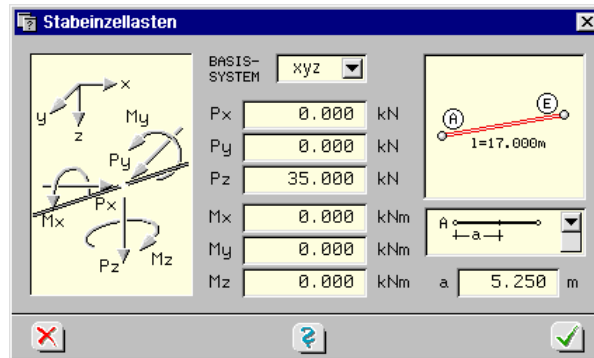 Stabeinzellasten
x
y
z
My
Py
Px
Mx
Pz
Mz
BASIS-
SYSTEM xyz
Px 0.000 kN
Py 0.000 kN
Pz 35.000 kN
Mx 0.000 kNm
My 0.000 kNm
Mz 0.000 kNm
A E
l=17.000m
A
a
a 5.250 m